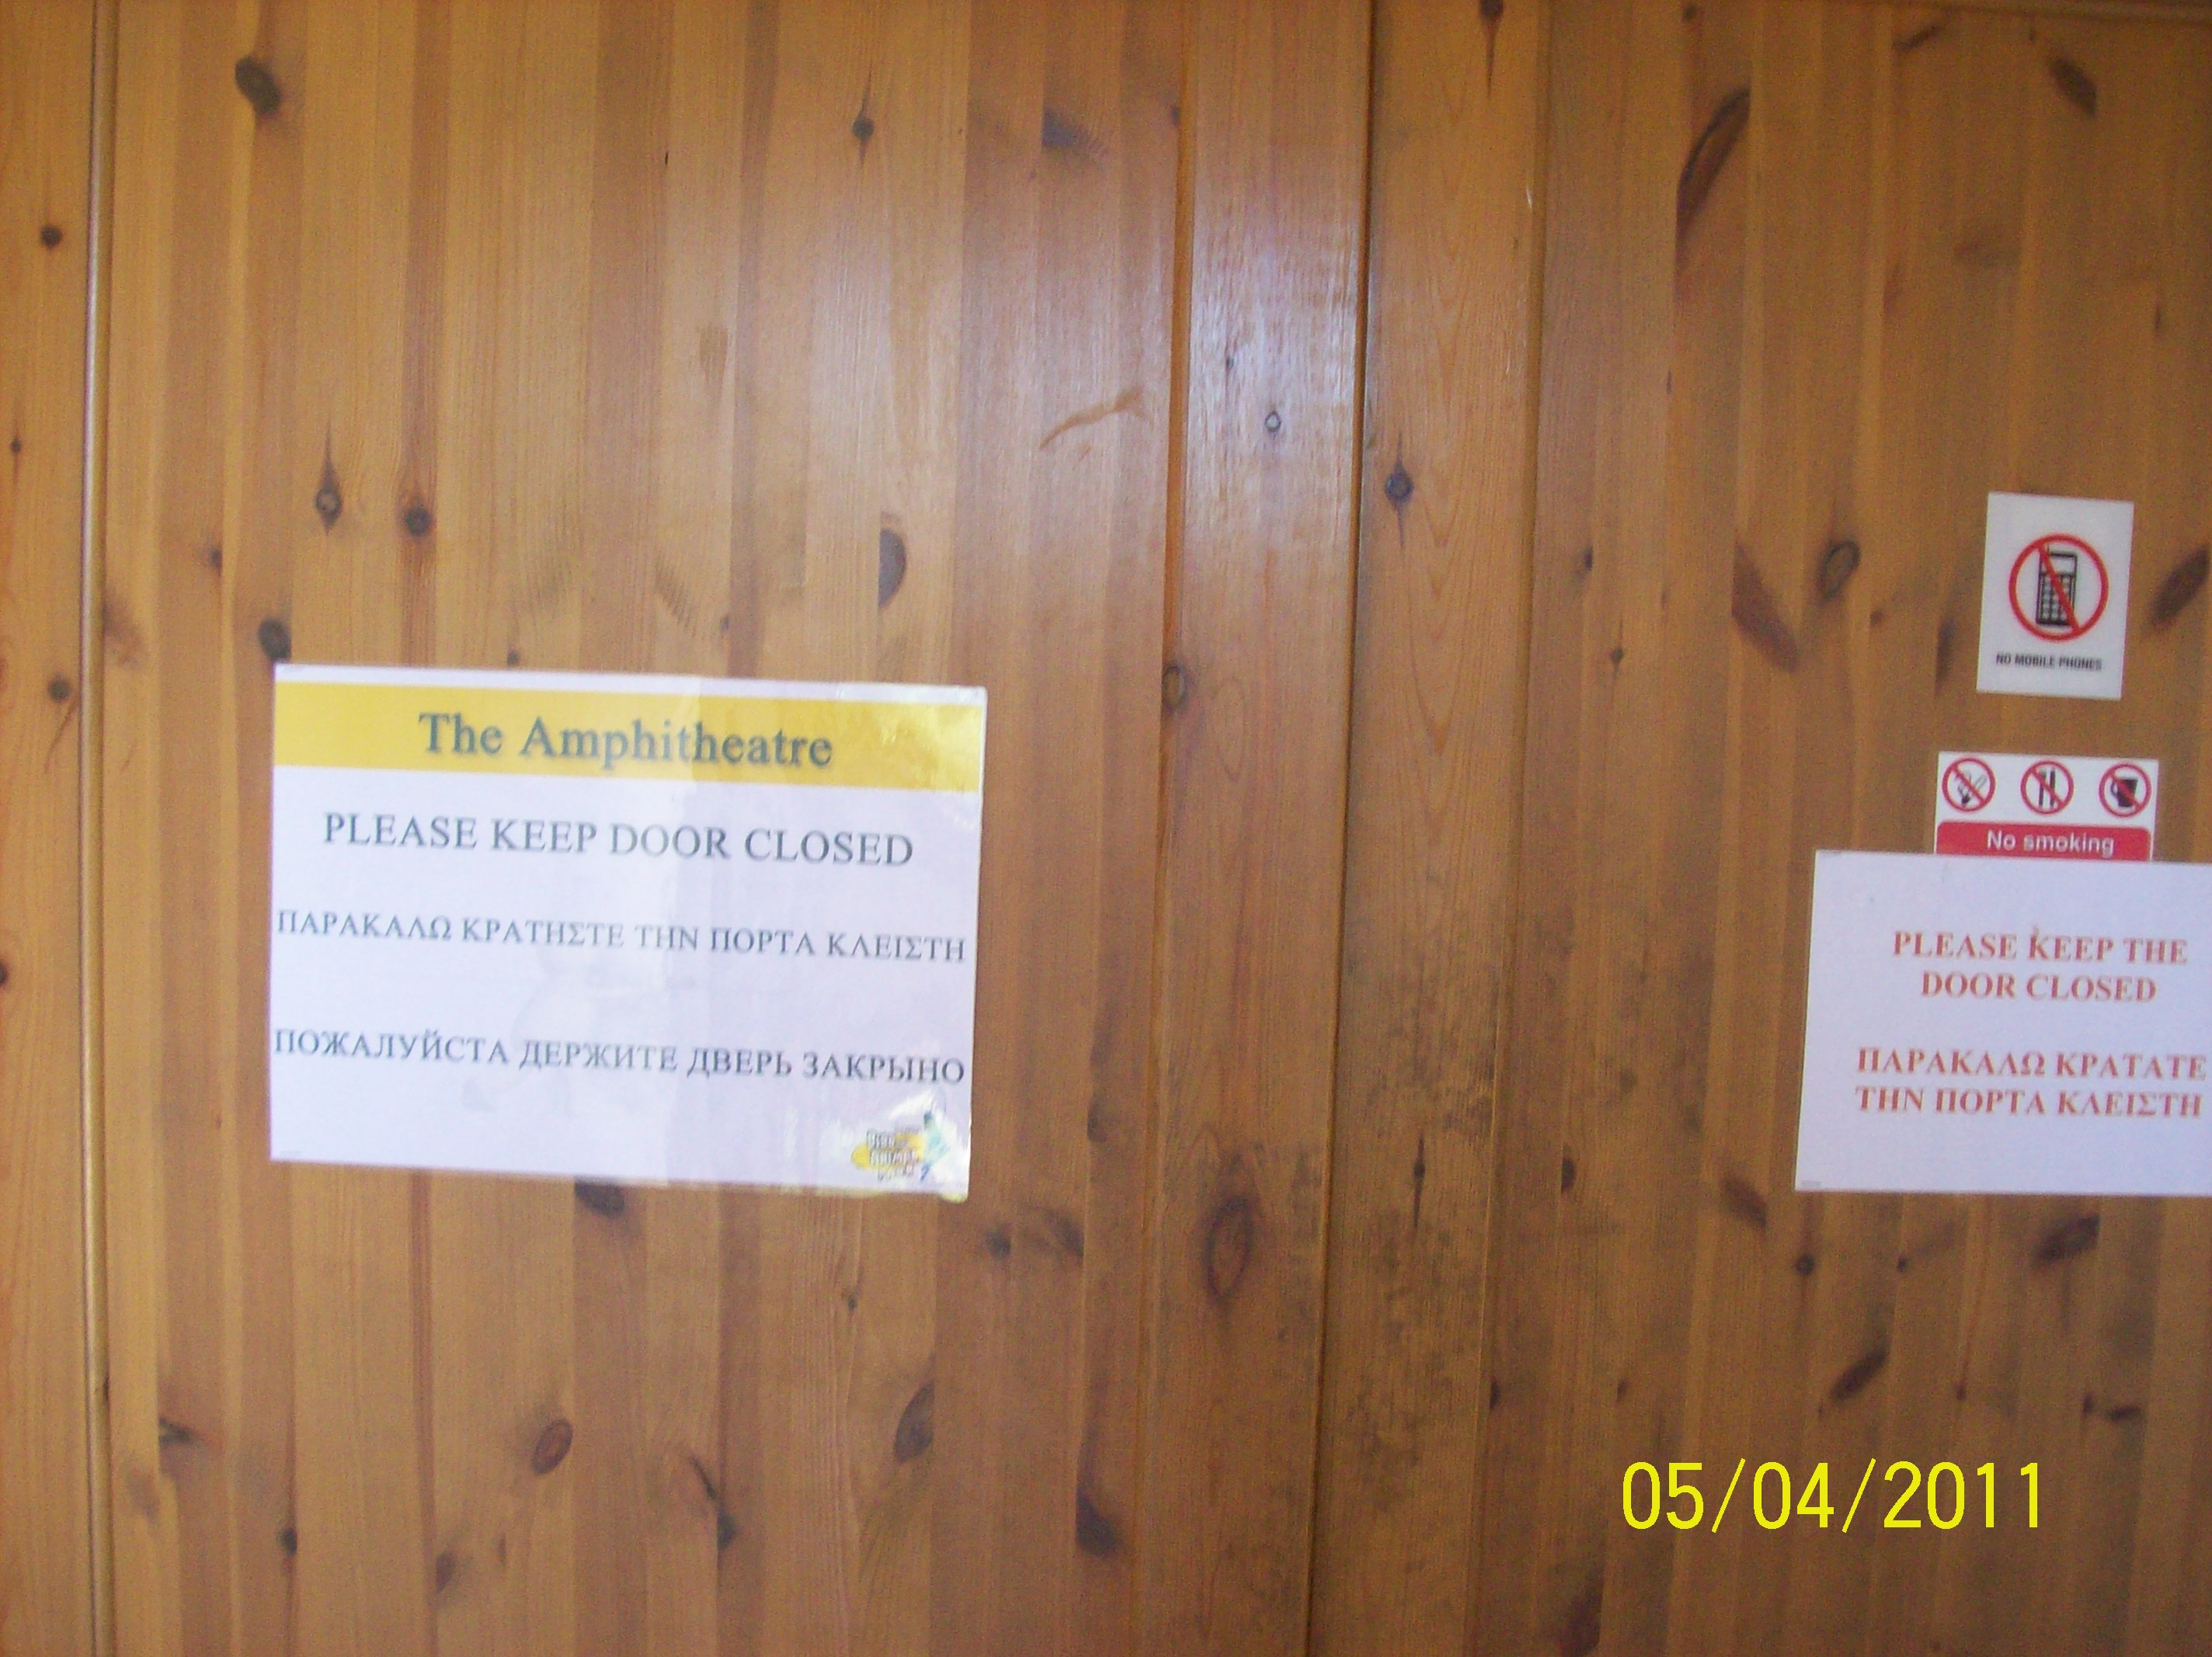 The Amphitheatre
PLEASE KEEP DOOR CLOSED
ΠΑΡΑΚΑΛΩ ΚΡΑΤΗΣΤΕ ΤΗΝ ΠΟΡΤΑ ΚΛΕΙΣΤΗ
ПОЖАЛУЙСТА ДЕРЖИТЕ ДВЕРЬ ЗАКРЫНО
NO MOBILE PHONES
No smoking
PLEASE KEEP THE
DOOR CLOSED
ΠΑΡΑΚΑΛΩ ΚΡΑΤΑΤΕ
ΤΗΝ ΠΟΡΤΑ ΚΛΕΙΣΤΗ
05/04/2011